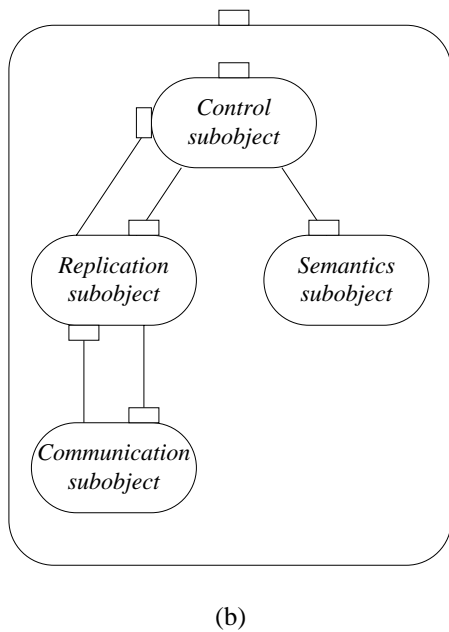 Control
subobject
Replication
subobject
Semantics
subobject
Communication
subobject
(b)